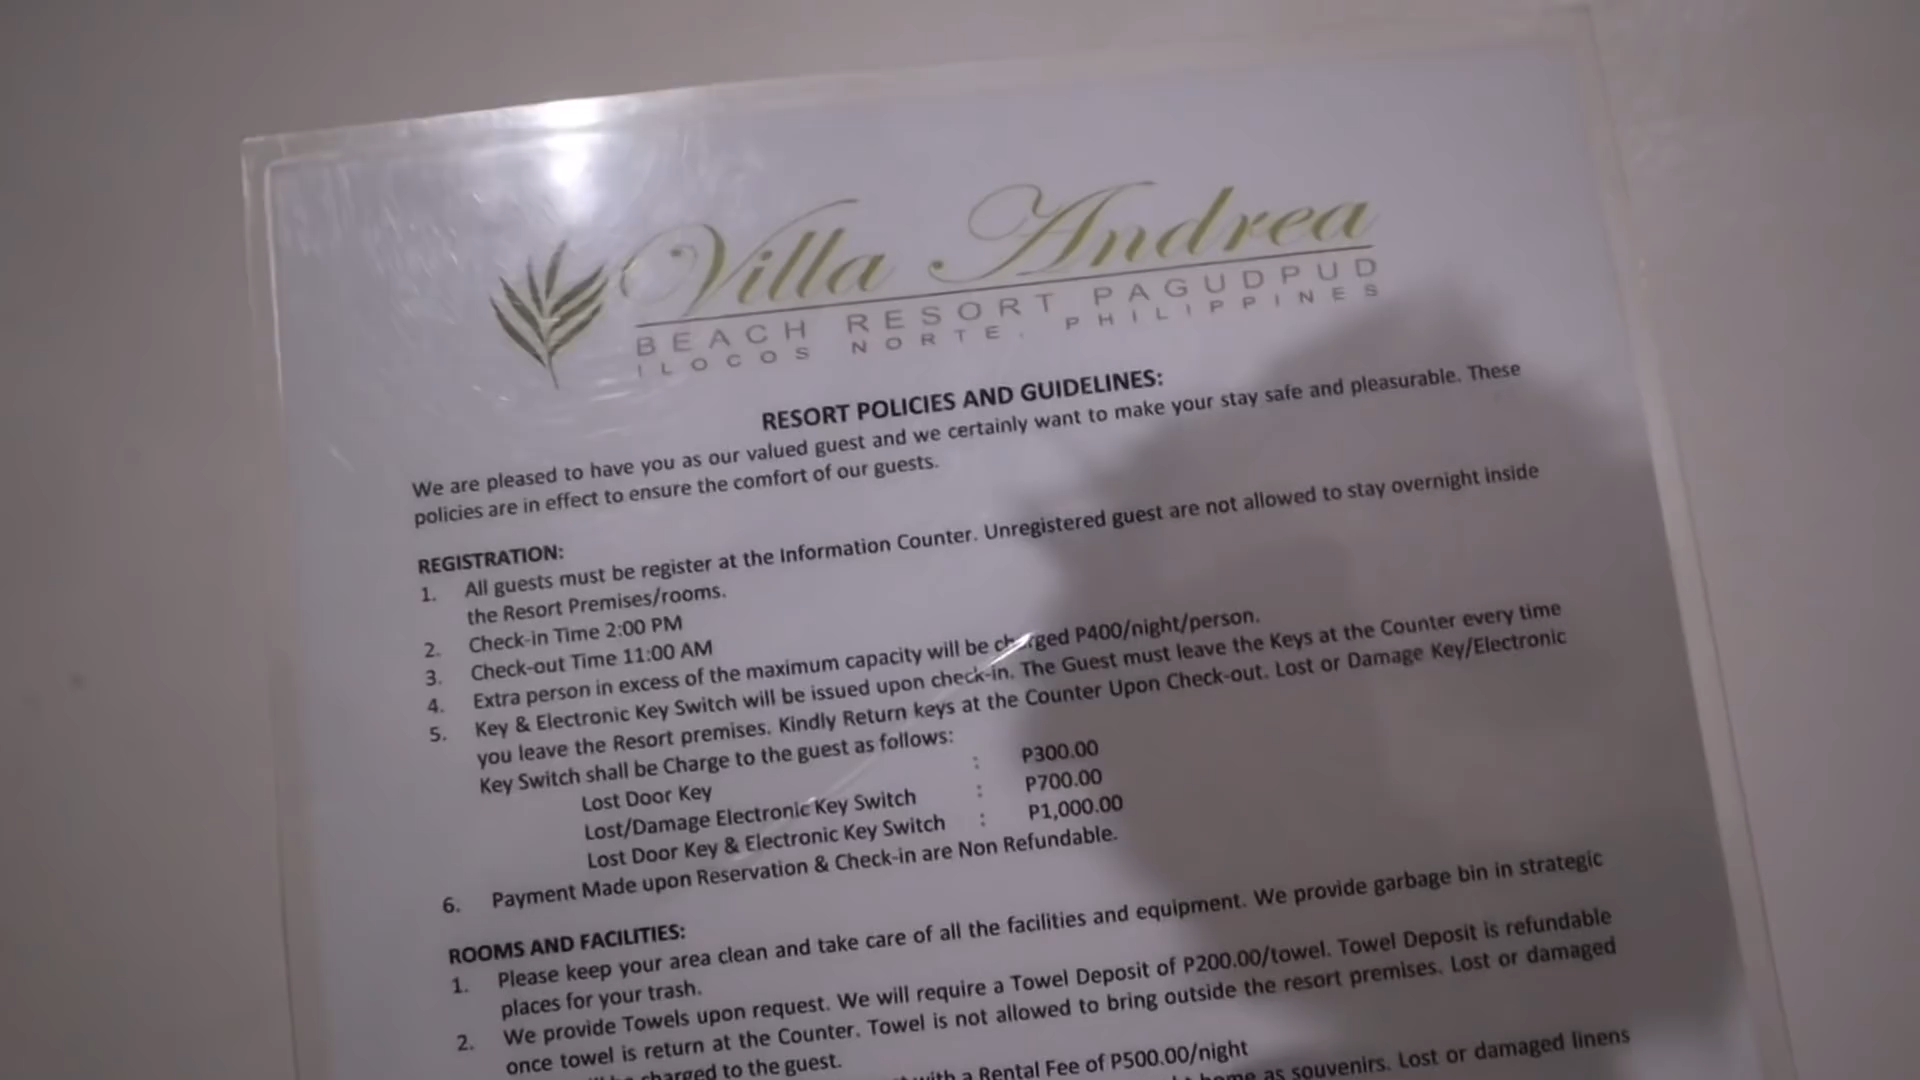 Villa Andrea
BEACH RESORT PAGUDPUD
ILOCOS NORTE, PHILIPPINES
RESORT POLICIES AND GUIDELINES:
We are pleased to have you as our valued guest and we certainly want to make your stay safe and pleasurable. These
policies are in effect to ensure the comfort of our guests.
REGISTRATION:
1. All guests must be register at the Information Counter. Unregistered guest are not allowed to stay overnight inside
the Resort Premises/rooms.
2. Check-in Time 2:00 PM
3. Check-out Time 11:00 AM
4. Extra person in excess of the maximum capacity will be charged P400/night/person.
5. Key & Electronic Key Switch will be issued upon check-in. The Guest must leave the Keys at the Counter every time
you leave the Resort premises. Kindly Return keys at the Counter Upon Check-out. Lost or Damage Key/Electronic
Key Switch shall be Charge to the guest as follows:
Lost Door Key : P300.00
Lost/Damage Electronic Key Switch : P700.00
Lost Door Key & Electronic Key Switch : P1,000.00
6. Payment Made upon Reservation & Check-in are Non Refundable.
ROOMS AND FACILITIES:
1. Please keep your area clean and take care of all the facilities and equipment. We provide garbage bin in strategic
places for your trash.
2. We provide Towels upon request. We will require a Towel Deposit of P200.00/towel. Towel Deposit is refundable
once towel is return at the Counter. Towel is not allowed to bring outside the resort premises. Lost or damaged
charged to the guest.
with a Rental Fee of P500.00/night
home as souvenirs. Lost or damaged linens